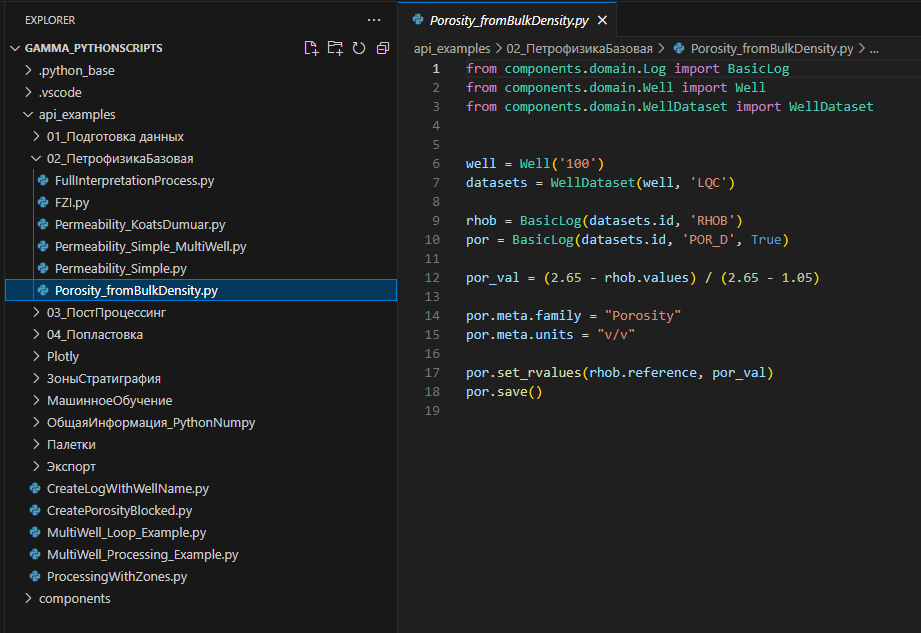 EXPLORER
GAMMA_PYTHONSCRIPTS
.python_base
.vscode
api_examples
01_Подготовка данных
02_ПетрофизикаБазовая
FullInterpretationProcess.py
FZI.py
Permeability_KoatsDumuar.py
Permeability_Simple_MultiWell.py
Permeability_Simple.py
Porosity_fromBulkDensity.py
03_ПостПроцессинг
04_Попластовка
Plotly
ЗоныСтратиграфия
МашинноеОбучение
ОбщаяИнформация_PythonNumpy
Палетки
Экспорт
CreateLogWIthWellName.py
CreatePorosityBlocked.py
MultiWell_Loop_Example.py
MultiWell_Processing_Example.py
ProcessingWithZones.py
components
Porosity_fromBulkDensity.py
api_examples > 02_ПетрофизикаБазовая > Porosity_fromBulkDensity.py > ...
1 from components.domain.Log import BasicLog
2 from components.domain.Well import Well
3 from components.domain.WellDataset import WellDataset
4
5
6 well = Well('100')
7 datasets = WellDataset(well, 'LQC')
8
9 rhob = BasicLog(datasets.id, 'RHOB')
10 por = BasicLog(datasets.id, 'POR_D', True)
11
12 por_val = (2.65 - rhob.values) / (2.65 - 1.05)
13
14 por.meta.family = "Porosity"
15 por.meta.units = "v/v"
16
17 por.set_rvalues(rhob.reference, por_val)
18 por.save()
19